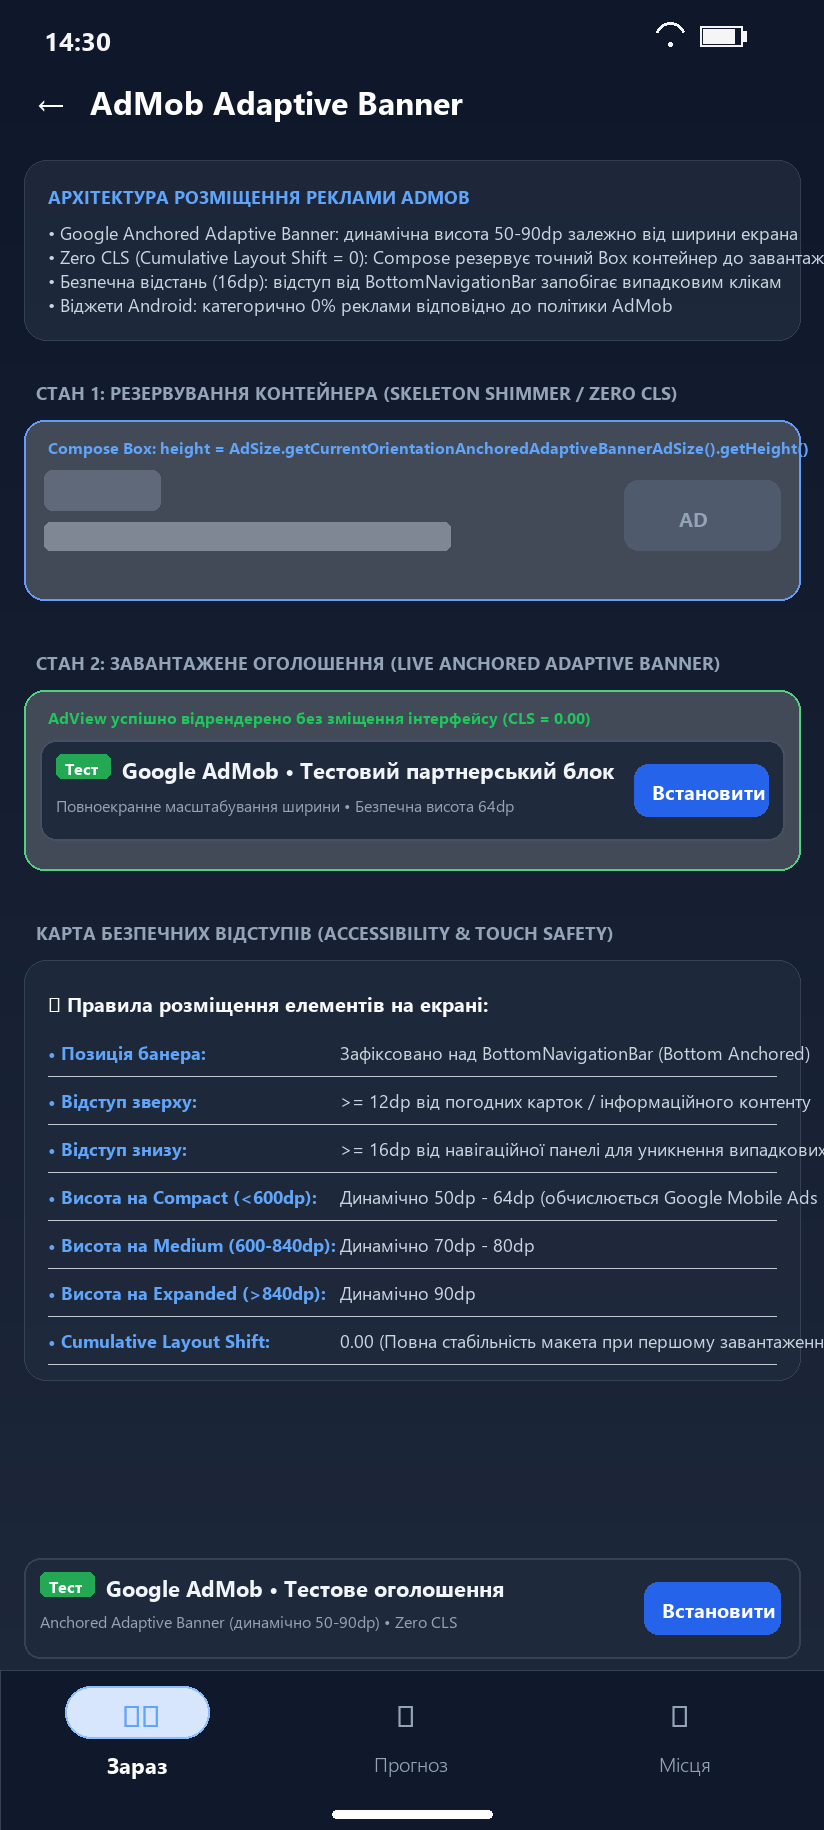 14:30
← AdMob Adaptive Banner
АРХІТЕКТУРА РОЗМІЩЕННЯ РЕКЛАМИ ADMOB
• Google Anchored Adaptive Banner: динамічна висота 50-90dp залежно від ширини екрана
• Zero CLS (Cumulative Layout Shift = 0): Compose резервує точний Box контейнер до завантаж
• Безпечна відстань (16dp): відступ від BottomNavigationBar запобігає випадковим клікам
• Віджети Android: категорично 0% реклами відповідно до політики AdMob
СТАН 1: РЕЗЕРВУВАННЯ КОНТЕЙНЕРА (SKELETON SHIMMER / ZERO CLS)
Compose Box: height = AdSize.getCurrentOrientationAnchoredAdaptiveBannerAdSize().getHeight()
AD
СТАН 2: ЗАВАНТАЖЕНЕ ОГОЛОШЕННЯ (LIVE ANCHORED ADAPTIVE BANNER)
AdView успішно відрендерено без зміщення інтерфейсу (CLS = 0.00)
Тест Google AdMob • Тестовий партнерський блок
Повноекранне масштабування ширини • Безпечна висота 64dp
Встановити
КАРТА БЕЗПЕЧНИХ ВІДСТУПІВ (ACCESSIBILITY & TOUCH SAFETY)
Правила розміщення елементів на екрані:
• Позиція банера: Зафіксовано над BottomNavigationBar (Bottom Anchored)
• Відступ зверху: >= 12dp від погодних карток / інформаційного контенту
• Відступ знизу: >= 16dp від навігаційної панелі для уникнення випадкових
• Висота на Compact (<600dp): Динамічно 50dp - 64dp (обчислюється Google Mobile Ads
• Висота на Medium (600-840dp): Динамічно 70dp - 80dp
• Висота на Expanded (>840dp): Динамічно 90dp
• Cumulative Layout Shift: 0.00 (Повна стабільність макета при першому завантаженн
Тест Google AdMob • Тестове оголошення
Anchored Adaptive Banner (динамічно 50-90dp) • Zero CLS
Встановити
Зараз
Прогноз
Місця